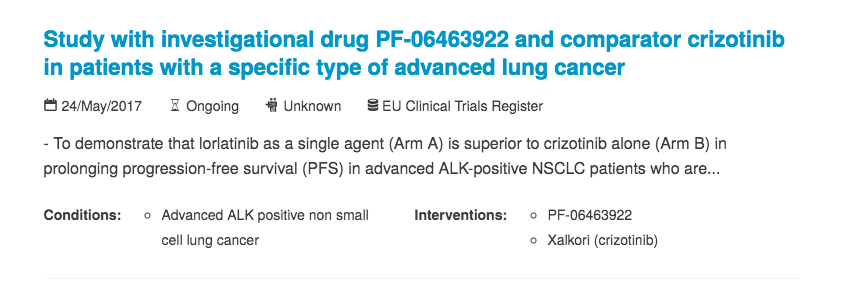 Study with investigational drug PF-06463922 and comparator crizotinib
in patients with a specific type of advanced lung cancer
24/May/2017 Ongoing Unknown EU Clinical Trials Register
- To demonstrate that lorlatinib as a single agent (Arm A) is superior to crizotinib alone (Arm B) in
prolonging progression-free survival (PFS) in advanced ALK-positive NSCLC patients who are...
Conditions: Advanced ALK positive non small
cell lung cancer
Interventions: PF-06463922
Xalkori (crizotinib)